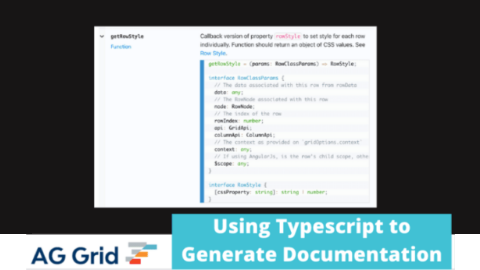 getRowStyle
Function
Callback version of property rowStyle to set style for each row
individually. Function should return an object of CSS values. See
Row Style.
getRowStyle = (params: RowClassParams) => RowStyle;
interface RowClassParams {
// The data associated with this row from rowData
data: any;
// The RowNode associated with this row
node: RowNode;
// The index of the row
rowIndex: number;
api: GridApi;
columnApi: ColumnApi;
// The context as provided on `gridOptions.context`
context: any;
// If using AngularJs, is the row's child scope,
$scope: any;
}
interface RowStyle {
[cssProperty: string]: string | number;
}
Using Typescript to
Generate Documentation
AG Grid